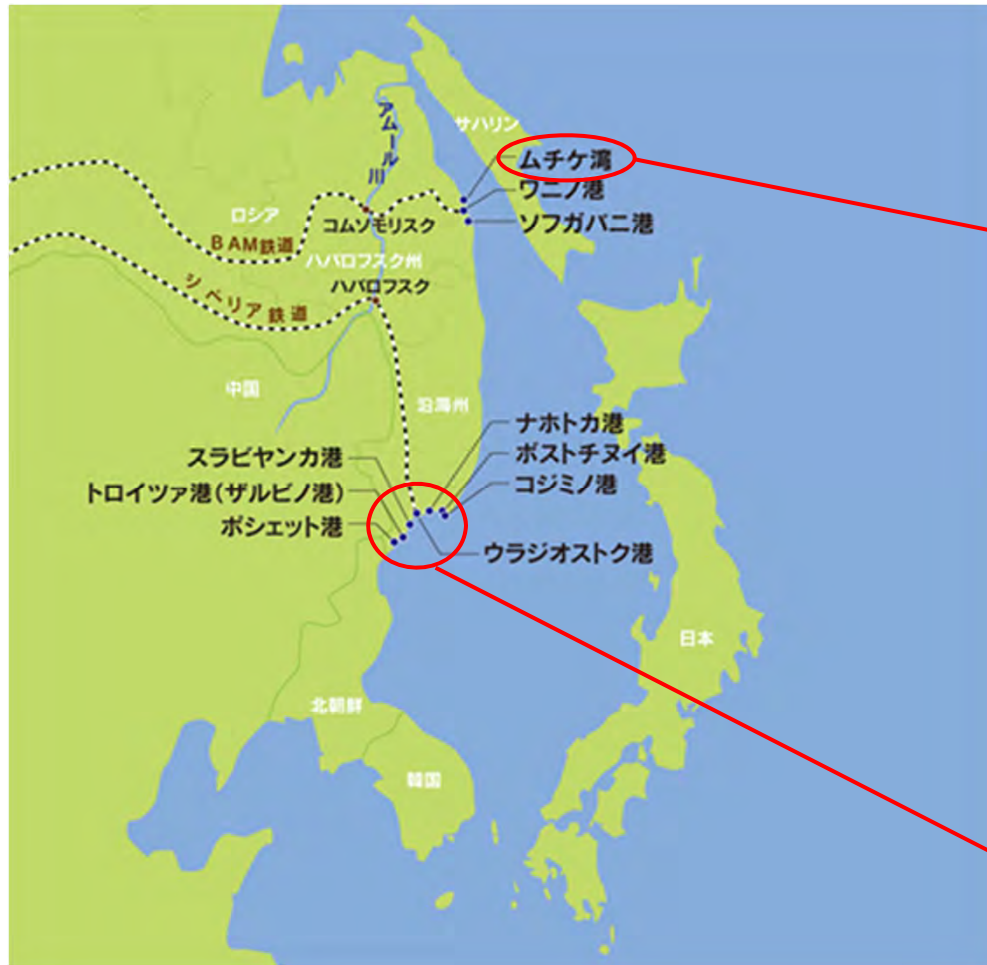 アムール川
サハリン
ムチケ湾
ワニノ港
ソフガバニ港
ロシア
コムソモリスク
BAM鉄道
ハバロフスク州
シベリア鉄道
ハバロフスク
中国
沿海州
ナホトカ港
スラビヤンカ港
ボストチヌイ港
トロイツァ港(ザルビノ港)
コジミノ港
ポシェット港
ウラジオストク港
日本
北朝鮮
韓国